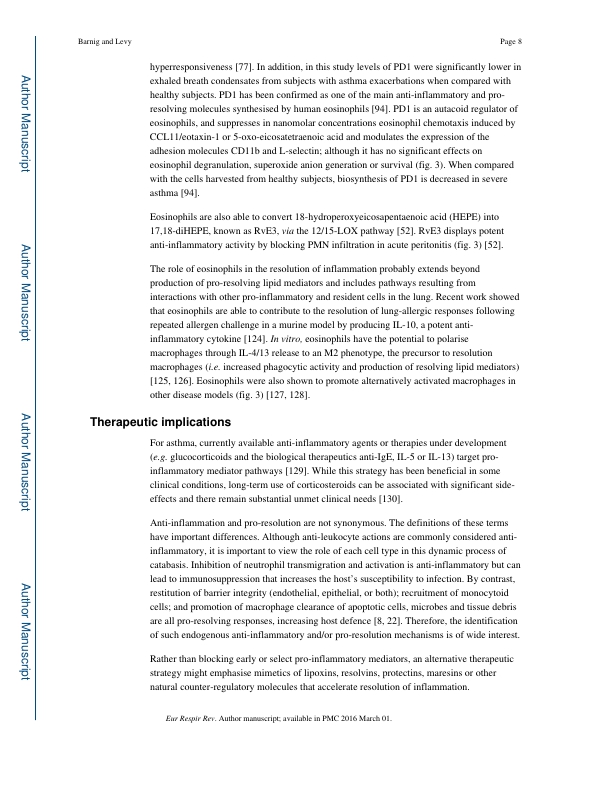 Barnig and Levy
Page 8
hyperresponsiveness [77]. In addition, in this study levels of PD1 were significantly lower in
exhaled breath condensates from subjects with asthma exacerbations when compared with
healthy subjects. PD1 has been confirmed as one of the main anti-inflammatory and pro-
resolving molecules synthesised by human eosinophils [94]. PD1 is an autacoid regulator of
eosinophils, and suppresses in nanomolar concentrations eosinophil chemotaxis induced by
CCL11/eotaxin-1 or 5-oxo-eicosatetraenoic acid and modulates the expression of the
adhesion molecules CD11b and L-selectin; although it has no significant effects on
eosinophil degranulation, superoxide anion generation or survival (fig. 3). When compared
with the cells harvested from healthy subjects, biosynthesis of PD1 is decreased in severe
asthma [94].
Eosinophils are also able to convert 18-hydroperoxyeicosapentaenoic acid (HEPE) into
17,18-diHEPE, known as RvE3, via the 12/15-LOX pathway [52]. RvE3 displays potent
anti-inflammatory activity by blocking PMN infiltration in acute peritonitis (fig. 3) [52].
The role of eosinophils in the resolution of inflammation probably extends beyond
production of pro-resolving lipid mediators and includes pathways resulting from
interactions with other pro-inflammatory and resident cells in the lung. Recent work showed
that eosinophils are able to contribute to the resolution of lung-allergic responses following
repeated allergen challenge in a murine model by producing IL-10, a potent anti-
inflammatory cytokine [124]. In vitro, eosinophils have the potential to polarise
macrophages through IL-4/13 release to an M2 phenotype, the precursor to resolution
macrophages (i.e. increased phagocytic activity and production of resolving lipid mediators)
[125, 126]. Eosinophils were also shown to promote alternatively activated macrophages in
other disease models (fig. 3) [127, 128].
Therapeutic implications
For asthma, currently available anti-inflammatory agents or therapies under development
(e.g. glucocorticoids and the biological therapeutics anti-IgE, IL-5 or IL-13) target pro-
inflammatory mediator pathways [129]. While this strategy has been beneficial in some
clinical conditions, long-term use of corticosteroids can be associated with significant side-
effects and there remain substantial unmet clinical needs [130].
Anti-inflammation and pro-resolution are not synonymous. The definitions of these terms
have important differences. Although anti-leukocyte actions are commonly considered anti-
inflammatory, it is important to view the role of each cell type in this dynamic process of
catabasis. Inhibition of neutrophil transmigration and activation is anti-inflammatory but can
lead to immunosuppression that increases the host's susceptibility to infection. By contrast,
restitution of barrier integrity (endothelial, epithelial, or both); recruitment of monocytoid
cells; and promotion of macrophage clearance of apoptotic cells, microbes and tissue debris
are all pro-resolving responses, increasing host defence [8, 22]. Therefore, the identification
of such endogenous anti-inflammatory and/or pro-resolution mechanisms is of wide interest.
Rather than blocking early or select pro-inflammatory mediators, an alternative therapeutic
strategy might emphasise mimetics of lipoxins, resolvins, protectins, maresins or other
natural counter-regulatory molecules that accelerate resolution of inflammation.
Eur Respir Rev. Author manuscript; available in PMC 2016 March 01.
Author Manuscript
Author Manuscript
Author Manuscript
Author Manuscript